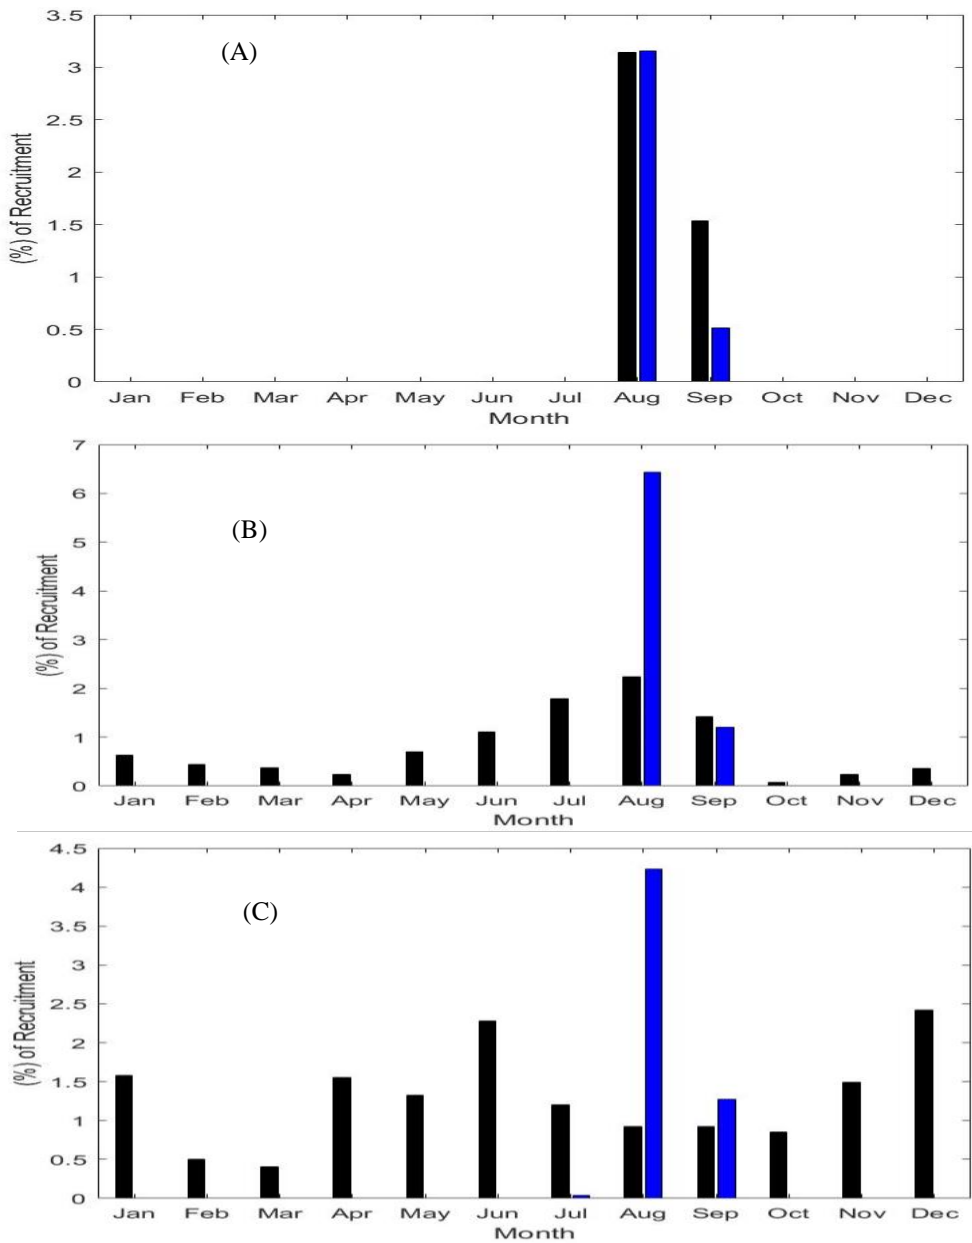 3.5
(A)
3
2.5
2
1.5
1
0.5
0
(%) of Recruitment
Jan Feb Mar Apr May Jun Jul Aug Sep Oct Nov Dec
Month
7
6
(B)
5
4
3
2
1
0
(%) of Recruitment
Jan Feb Mar Apr May Jun Jul Aug Sep Oct Nov Dec
Month
4.5
4
(C)
3.5
3
2.5
2
1.5
1
0.5
0
(%) of Recruitment
Jan Feb Mar Apr May Jun Jul Aug Sep Oct Nov Dec
Month